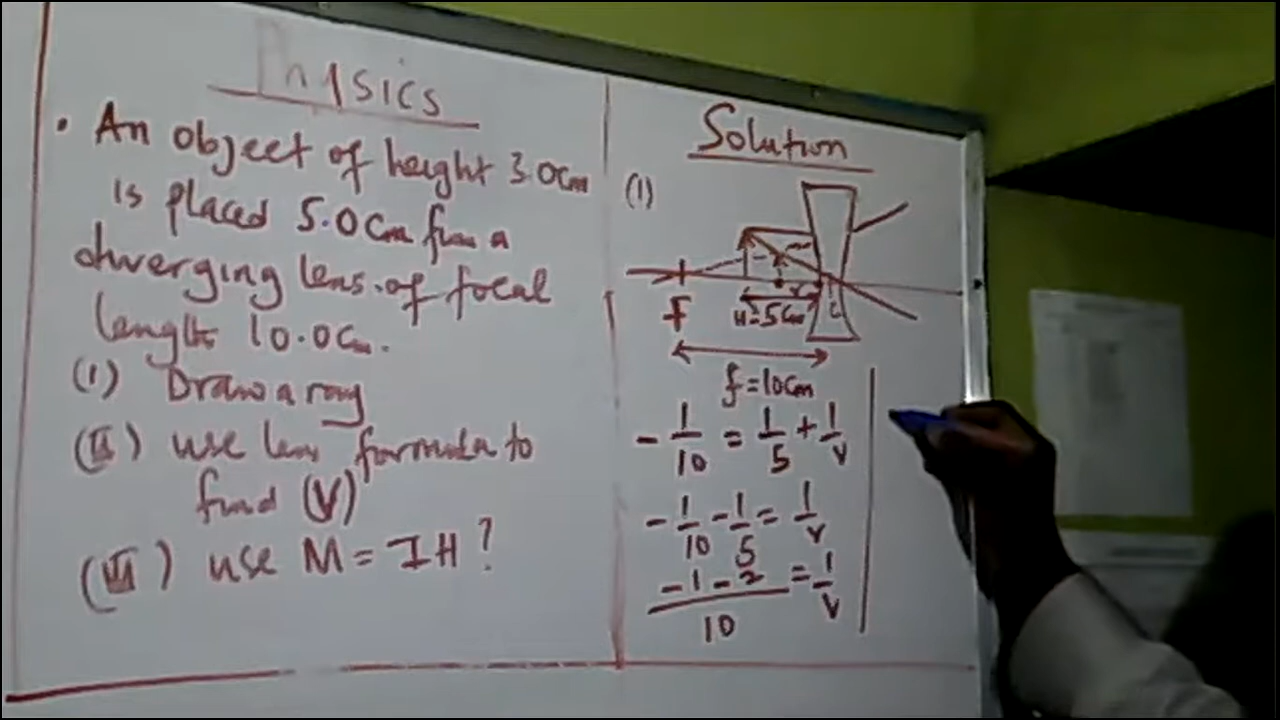 Physics
• An object of height 3.0cm
is placed 5.0cm from a
diverging lens of focal
length 10.0cm.
(1) Draw a ray
(II) use lens formula to
find (V)
(III) use M = IH?
Solution
(1)
F
u=5cm
C
f=10cm
- 1/10 = 1/5 + 1/v
- 1/10 - 1/5 = 1/v
-1-2/10 = 1/v